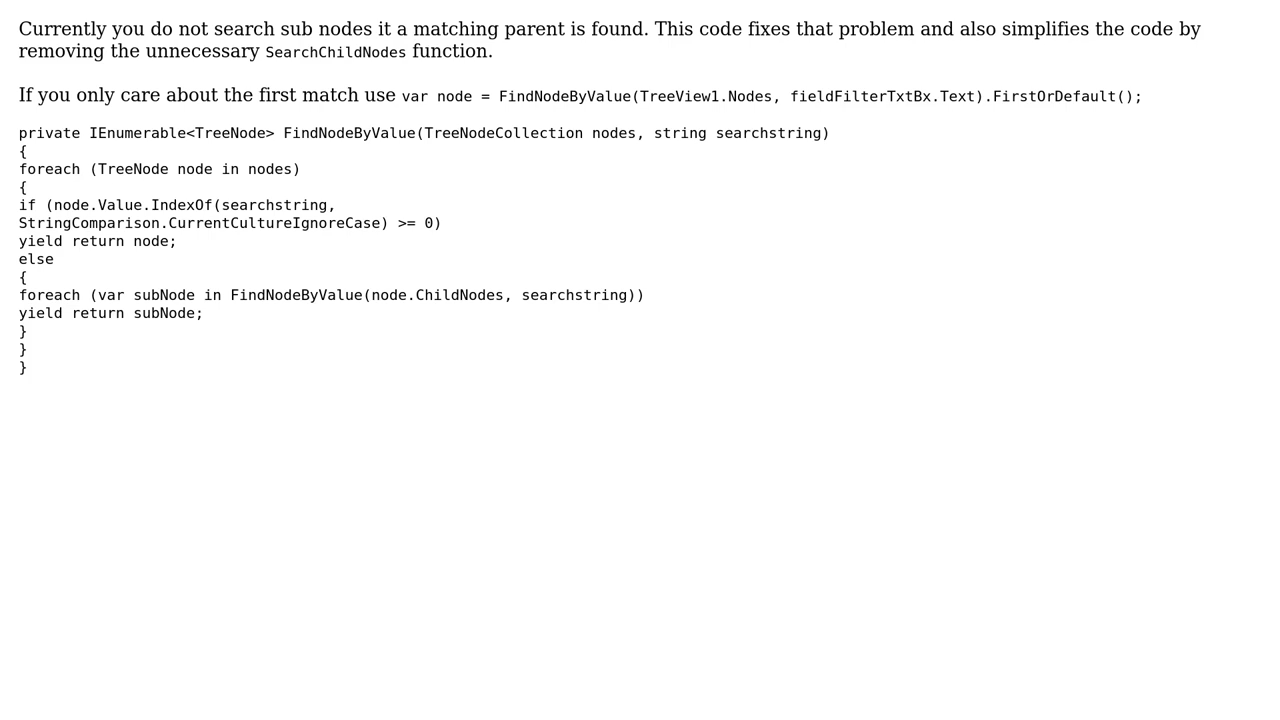 Currently you do not search sub nodes it a matching parent is found. This code fixes that problem and also simplifies the code by
removing the unnecessary SearchChildNodes function.
If you only care about the first match use var node = FindNodeByValue(TreeView1.Nodes, fieldFilterTxtBx.Text).FirstOrDefault();
private IEnumerable<TreeNode> FindNodeByValue(TreeNodeCollection nodes, string searchstring)
{
foreach (TreeNode node in nodes)
{
if (node.Value.IndexOf(searchstring,
StringComparison.CurrentCultureIgnoreCase) >= 0)
yield return node;
else
{
foreach (var subNode in FindNodeByValue(node.ChildNodes, searchstring))
yield return subNode;
}
}
}